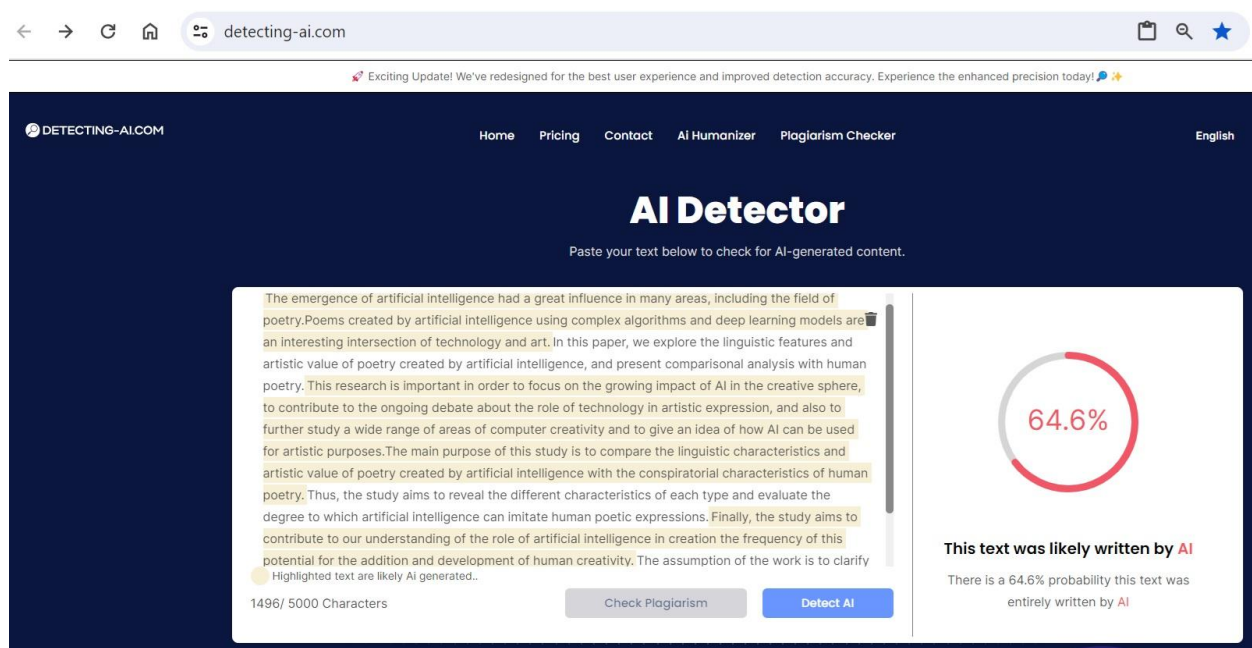 detecting-ai.com
🚀 Exciting Update! We've redesigned for the best user experience and improved detection accuracy. Experience the enhanced precision today!🔎✨
DETECTING-AI.COM
Home Pricing Contact Ai Humanizer Plagiarism Checker
English
AI Detector
Paste your text below to check for AI-generated content.
The emergence of artificial intelligence had a great influence in many areas, including the field of
poetry.Poems created by artificial intelligence using complex algorithms and deep learning models are
an interesting intersection of technology and art. In this paper, we explore the linguistic features and
artistic value of poetry created by artificial intelligence, and present comparisonal analysis with human
poetry. This research is important in order to focus on the growing impact of AI in the creative sphere,
to contribute to the ongoing debate about the role of technology in artistic expression, and also to
further study a wide range of areas of computer creativity and to give an idea of how AI can be used
for artistic purposes.The main purpose of this study is to compare the linguistic characteristics and
artistic value of poetry created by artificial intelligence with the conspiratorial characteristics of human
poetry. Thus, the study aims to reveal the different characteristics of each type and evaluate the
degree to which artificial intelligence can imitate human poetic expressions. Finally, the study aims to
contribute to our understanding of the role of artificial intelligence in creation the frequency of this
potential for the addition and development of human creativity. The assumption of the work is to clarify
Highlighted text are likely Ai generated..
1496/ 5000 Characters
Check Plagiarism
Detect AI
64.6%
This text was likely written by AI
There is a 64.6% probability this text was
entirely written by AI